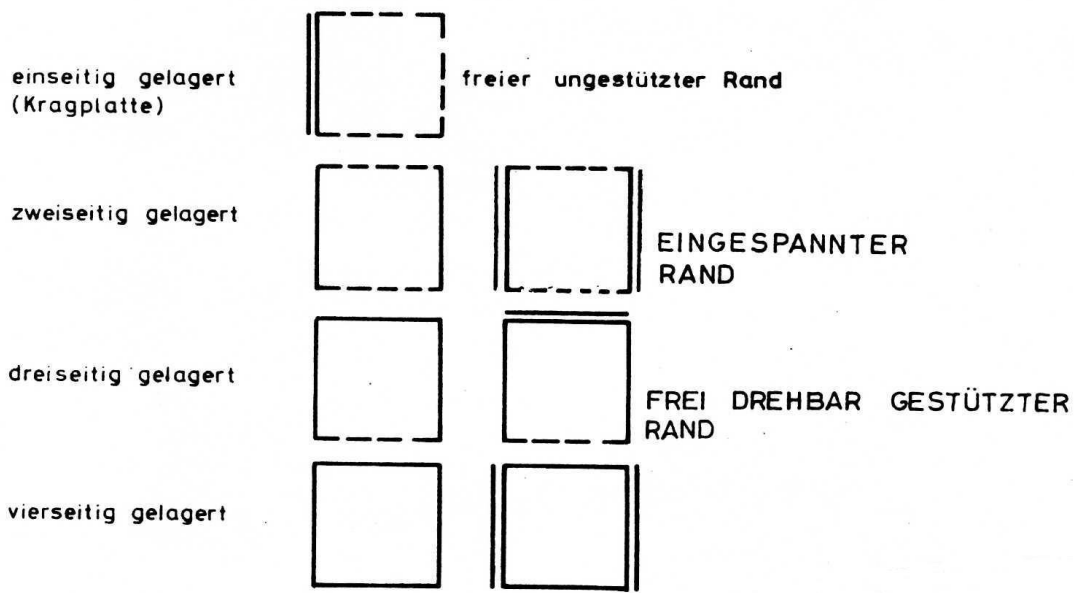 einseitig gelagert
(Kragplatte)
freier ungestützter Rand
zweiseitig gelagert
EINGESPANNTER
RAND
dreiseitig gelagert
FREI DREHBAR GESTÜTZTER
RAND
vierseitig gelagert